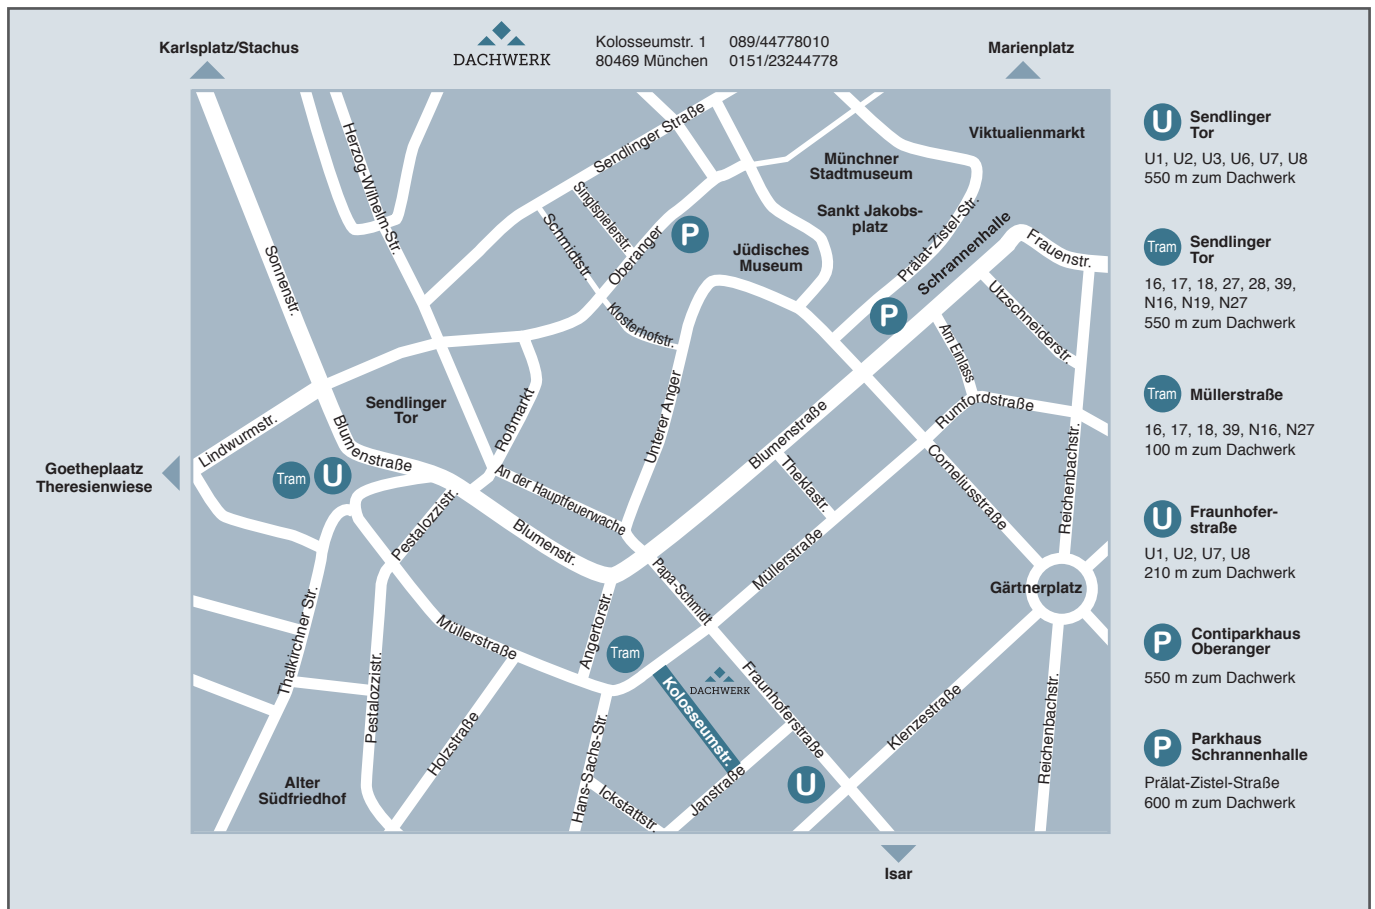 Karlsplatz/Stachus
DACHWERK
Kolosseumstr. 1 089/44778010
80469 München 0151/23244778
Marienplatz
Sendlinger Straße
Herzog-Wilhelm-Str.
Viktualienmarkt
Münchner
Stadtmuseum
Singlspielerstr.
Schmidtstr.
Oberanger
P
Sankt Jakobs-
platz
Prälat-Zistel-Str.
Schrannenhalle
Frauenstr.
Jüdisches
Museum
Sonnenstr.
Klosterhofstr.
P
Utzschneiderstr.
Am Einlass
Sendlinger
Tor
Roßmarkt
Unterer Anger
Blumenstraße
Rumfordstraße
Lindwurmstr.
Blumenstraße
Goetheplaatz
Theresienwiese
Tram
U
An der Hauptfeuerwache
Pestalozzistr.
Blumenstr.
Theklastr.
Corneliusstraße
Reichenbachstr.
Müllerstraße
Papa-Schmidt
Gärtnerplatz
Thalkirchner Str.
Müllerstraße
Angertorstr.
Tram
DACHWERK
Kolosseumstr.
Fraunhoferstraße
Pestalozzistr.
Holzstraße
Hans-Sachs-Str.
Klenzestraße
Reichenbachstr.
Alter
Südfriedhof
Ickstattstr.
Janstraße
U
Isar
U
Sendlinger
Tor
U1, U2, U3, U6, U7, U8
550 m zum Dachwerk
Tram
Sendlinger
Tor
16, 17, 18, 27, 28, 39,
N16, N19, N27
550 m zum Dachwerk
Tram Müllerstraße
16, 17, 18, 39, N16, N27
100 m zum Dachwerk
U
Fraunhofer-
straße
U1, U2, U7, U8
210 m zum Dachwerk
P
Contiparkhaus
Oberanger
550 m zum Dachwerk
P
Parkhaus
Schrannenhalle
Prälat-Zistel-Straße
600 m zum Dachwerk